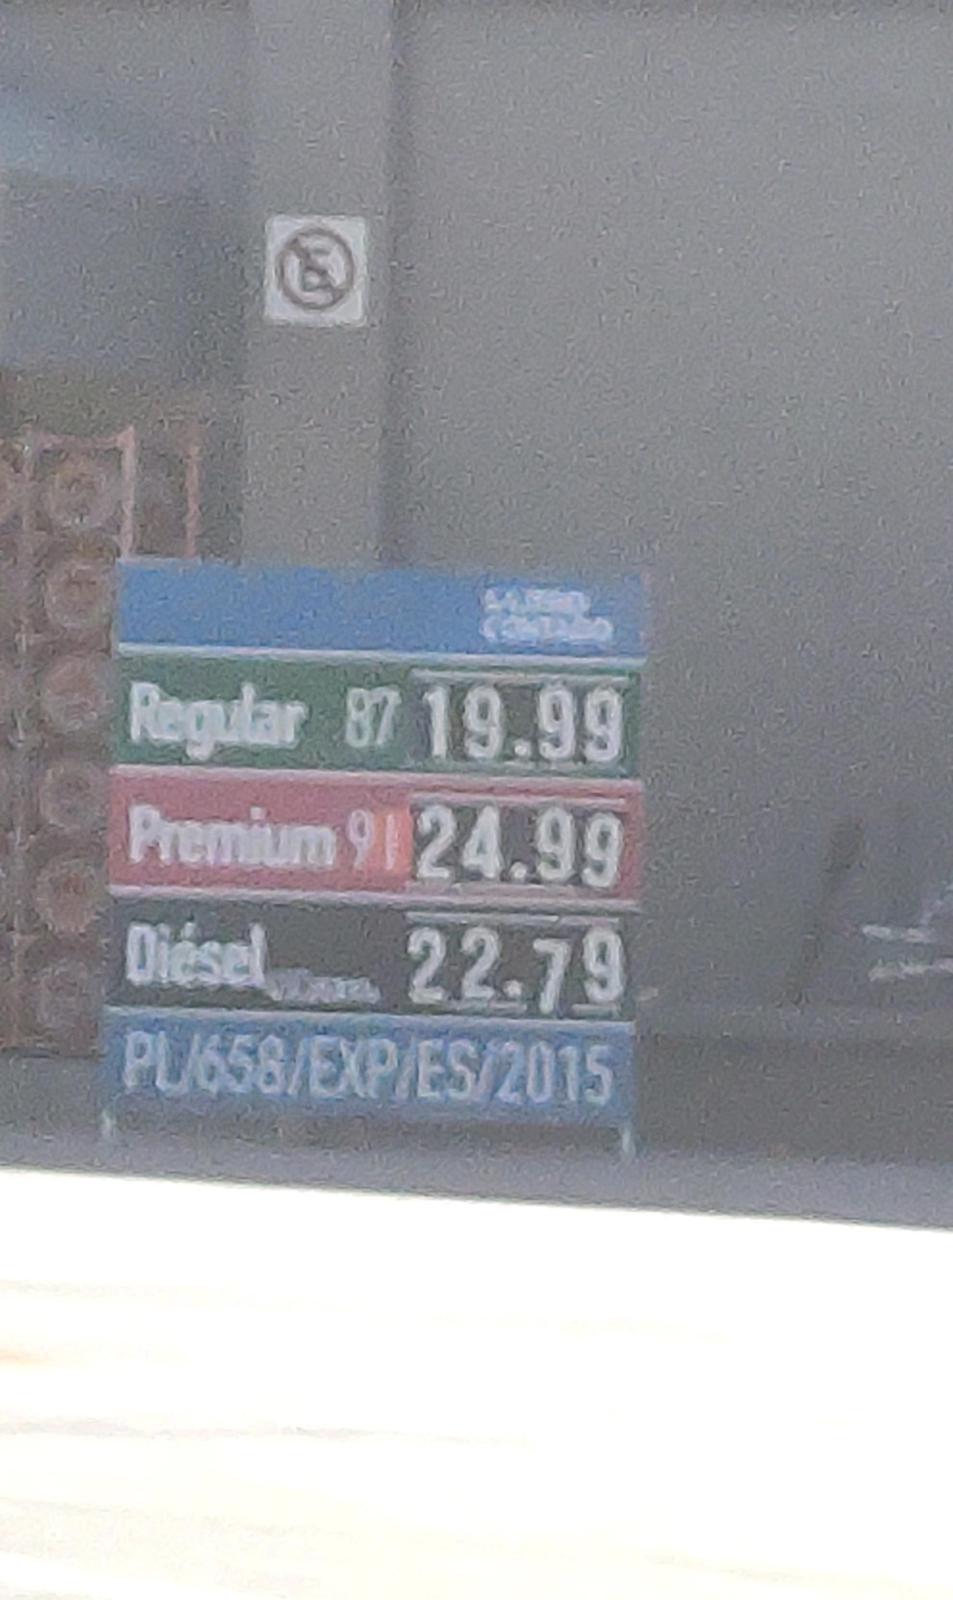 E
Regular 87 19.99
Premium 91 24.99
Diésel 22.79
PL/658/EXP/ES/2015